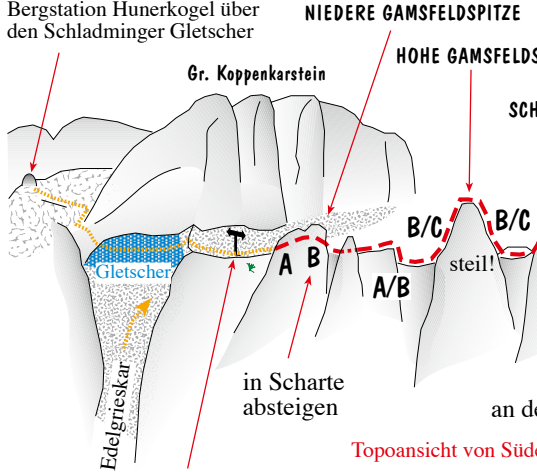 Bergstation Hunerkogel über
den Schladminger Gletscher
NIEDERE GAMSFELDSPITZE
HOHE GAMSFELDS
SCH
Gr. Koppenkarstein
B/C
B/C
Gletscher
A
B
steil!
A/B
Edelgrieskar
in Scharte
absteigen
an de
Topoansicht von Süde